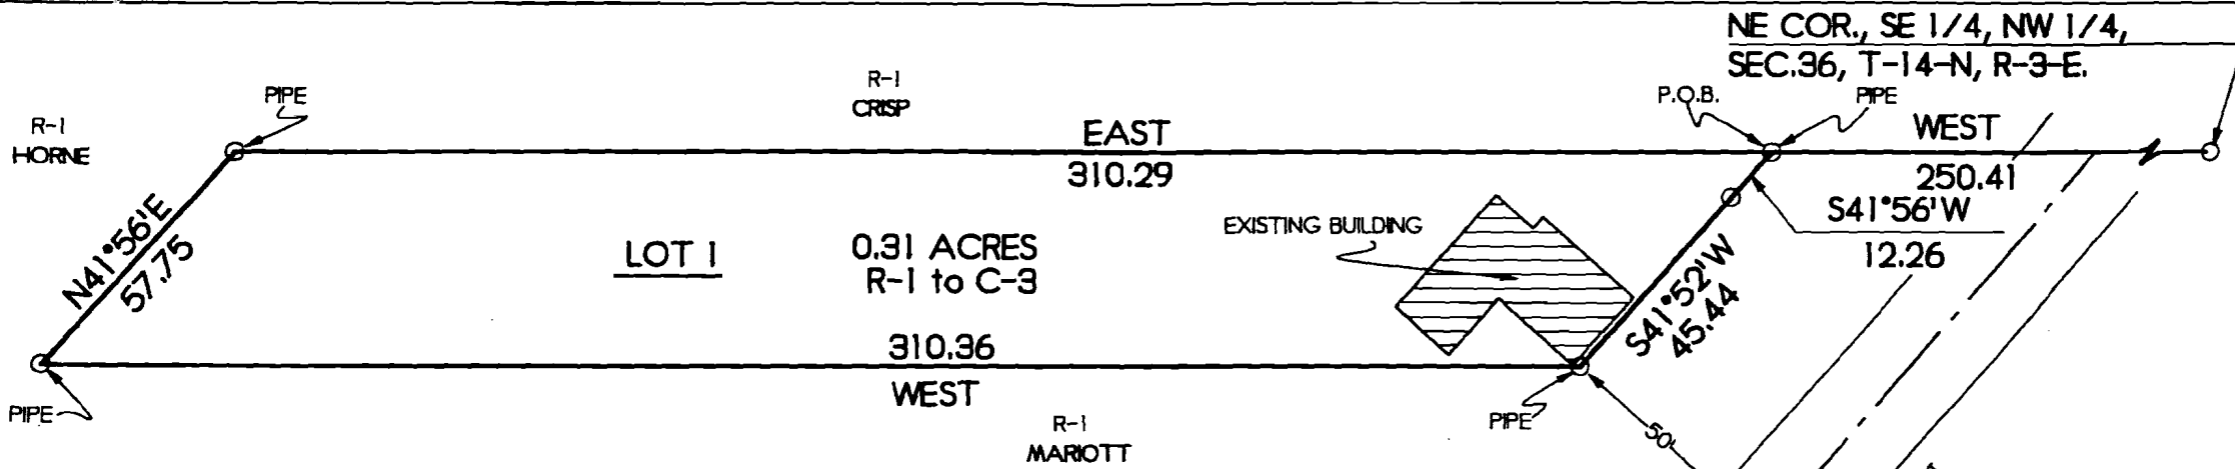 NE COR., SE 1/4, NW 1/4,
SEC.36, T-14-N, R-3-E.
R-1
CRISP
PIPE
P.O.B.
PIPE
R-1
HORNE
EAST
310.29
WEST
250.41
S41°56'W
12.26
N41°56'E
57.75
LOT 1
0.31 ACRES
R-1 to C-3
EXISTING BUILDING
S41°52'W
45.44
310.36
WEST
PIPE
PIPE
R-1
MARIOTT
50'